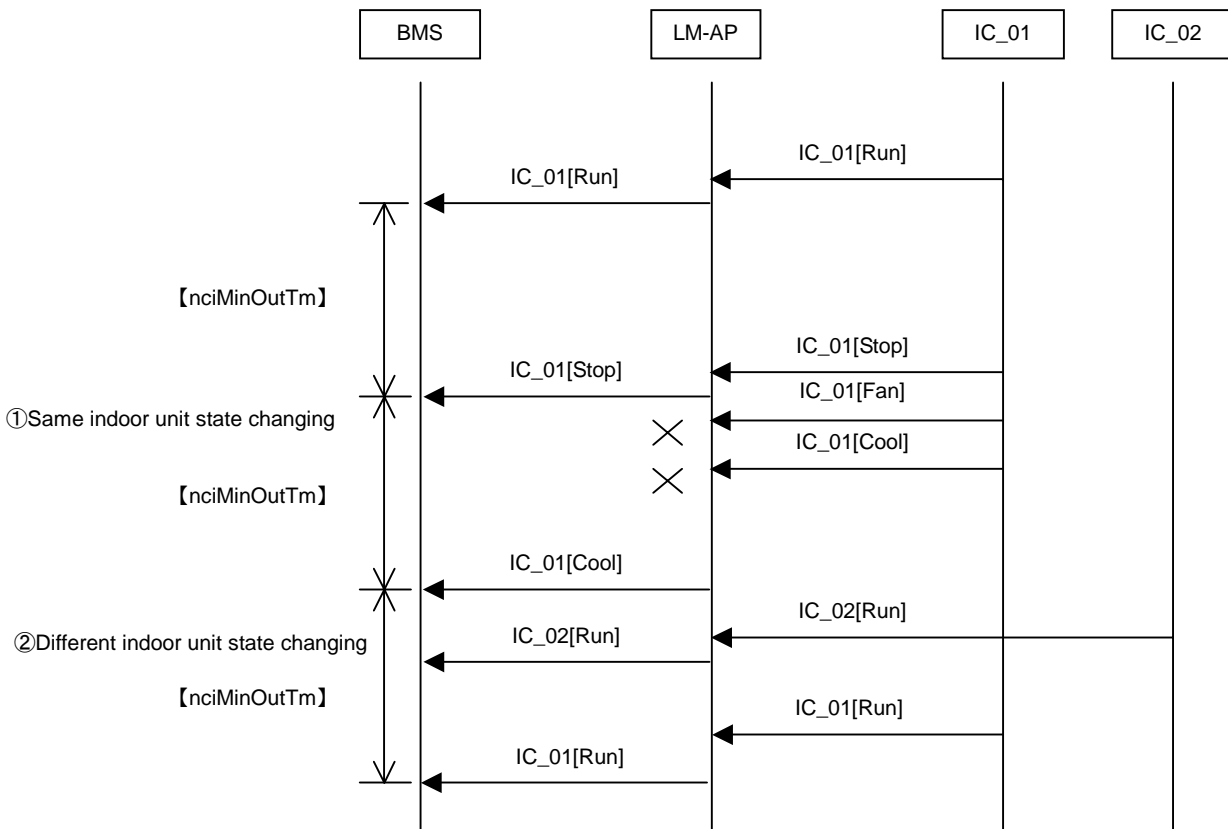 BMS
LM-AP
IC_01
IC_02
IC_01[Run]
IC_01[Run]
【nciMinOutTm】
IC_01[Stop]
IC_01[Stop]
IC_01[Fan]
①Same indoor unit state changing
IC_01[Cool]
【nciMinOutTm】
IC_01[Cool]
IC_02[Run]
②Different indoor unit state changing
IC_02[Run]
【nciMinOutTm】
IC_01[Run]
IC_01[Run]